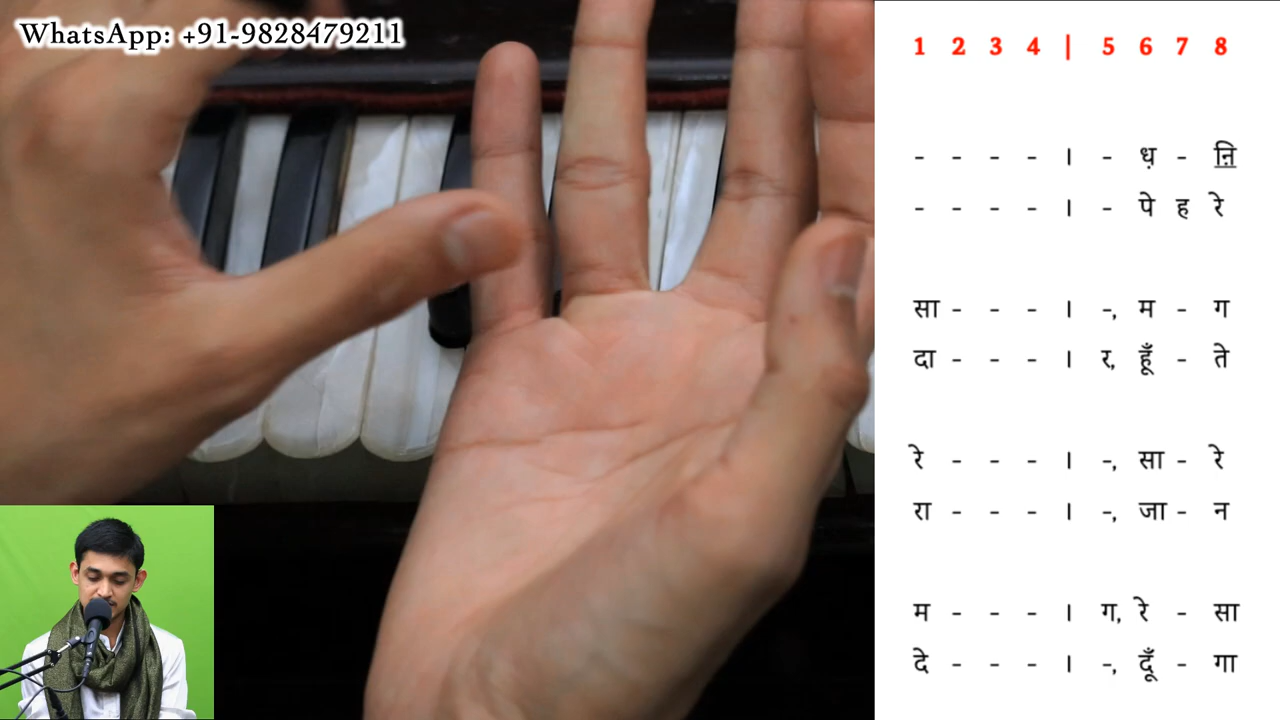 WhatsApp: +91-9828479211
1 2 3 4 | 5 6 7 8
- - - - । - ध़ - ऩि
- - - - । - पे ह रे
सा - - - । -, म - ग
दा - - - । र, हूँ - ते
रे - - - । -, सा - रे
रा - - - । -, जा - न
म - - - । ग, रे - सा
दे - - - । -, दूँ - गा